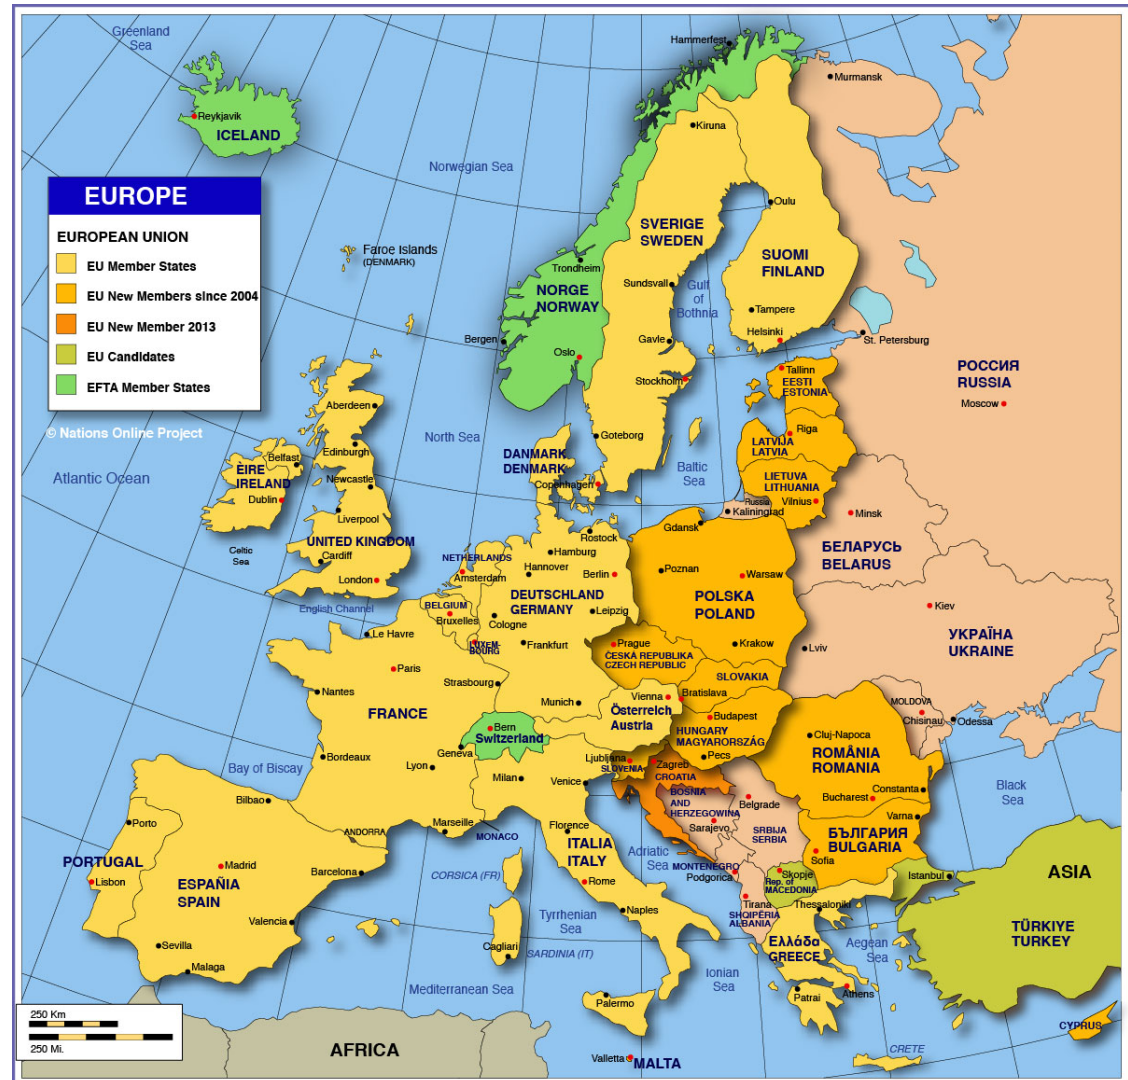 Greenland
Sea
Hammerfest
Murmansk
Reykjavik
ICELAND
Kiruna
Norwegian Sea
EUROPE
EUROPEAN UNION
EU Member States
EU New Members since 2004
EU New Member 2013
EU Candidates
EFTA Member States
© Nations Online Project
Faroe Islands
(DENMARK)
Oulu
SVERIGE
SWEDEN
SUOMI
FINLAND
Trondheim
NORGE
NORWAY
Sundsvall
Gulf
of
Bothnia
Tampere
Helsinki
Bergen
Oslo
Gavle
Stockholm
St. Petersburg
РОССИЯ
RUSSIA
Moscow
Tallinn
EESTI
ESTONIA
Aberdeen
Edinburgh
North Sea
Goteborg
Riga
LATVIJA
LATVIA
Atlantic Ocean
Belfast
ÈIRE
IRELAND
Dublin
Newcastle
Liverpool
DANMARK
DENMARK
Copenhagen
Baltic
Sea
LIETUVA
LITHUANIA
Vilnius
Russia
Kaliningrad
Minsk
БЕЛАРУСЬ
BELARUS
Celtic
Sea
UNITED KINGDOM
Cardiff
London
English Channel
NETHERLANDS
Amsterdam
Rostock
Hamburg
Hannover
Berlin
DEUTSCHLAND
GERMANY
Leipzig
Cologne
Frankfurt
Gdansk
Poznan
Warsaw
POLSKA
POLAND
Krakow
Kiev
УКРАЇНА
UKRAINE
Lviv
BELGIUM
Bruxelles
LUXEM-
BOURG
Le Havre
Paris
Prague
ČESKÁ REPUBLIKA
CZECH REPUBLIC
SLOVAKIA
Strasbourg
Nantes
FRANCE
Munich
Vienna
Bratislava
Österreich
Austria
Budapest
HUNGARY
MAGYARORSZÁG
Pecs
MOLDOVA
Chisinau
Odessa
Bern
Switzerland
Geneva
Bordeaux
Lyon
Bay of Biscay
Milan
Venice
Ljubljana
SLOVENIA
Zagreb
CROATIA
Cluj-Napoca
ROMÂNIA
ROMANIA
Bucharest
Constanta
Black
Sea
BOSNIA
AND
HERZEGOWINA
Sarajevo
Belgrade
SRBIJA
SERBIA
Varna
БЪЛГАРИЯ
BULGARIA
Sofia
Bilbao
Porto
PORTUGAL
Lisbon
Madrid
ESPAÑIA
SPAIN
ANDORRA
Barcelona
Marseille
MONACO
Florence
ITALIA
ITALY
Adriatic
Sea
MONTENEGRO
Podgorica
Skopje
Rep. of
MACEDONIA
Istanbul
ASIA
CORSICA (FR)
Rome
Tirana
SHQIPËRIA
ALBANIA
Thessaloniki
Valencia
Sevilla
Malaga
Naples
Tyrrhenian
Sea
Cagliari
SARDINIA (IT)
Ελλάδα
GREECE
Aegean
Sea
TÜRKIYE
TURKEY
Ionian
Sea
Patrai
Athens
Mediterranean Sea
Palermo
CYPRUS
250 Km
250 Mi.
AFRICA
Valletta
MALTA
CRETE